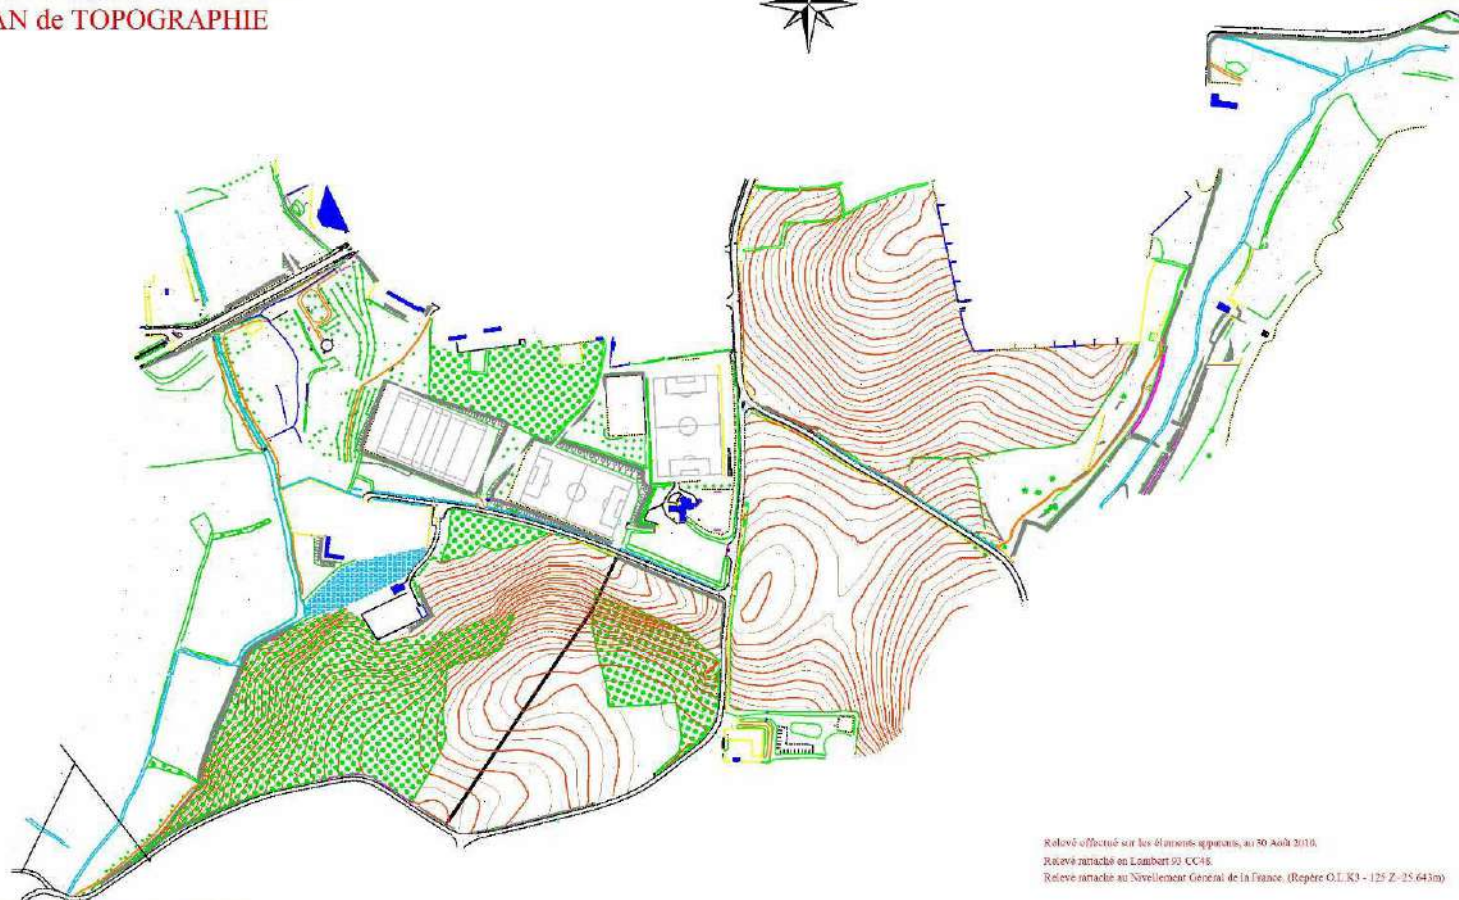 AN de TOPOGRAPHIE
Relevé effectué sur les éléments apparents, au 30 Août 2010.
Relevé rattaché en Lambert 93 CC48.
Relevé rattaché au Nivellement Général de la France. (Repère O.L.K3 - 125 Z=25.643m)